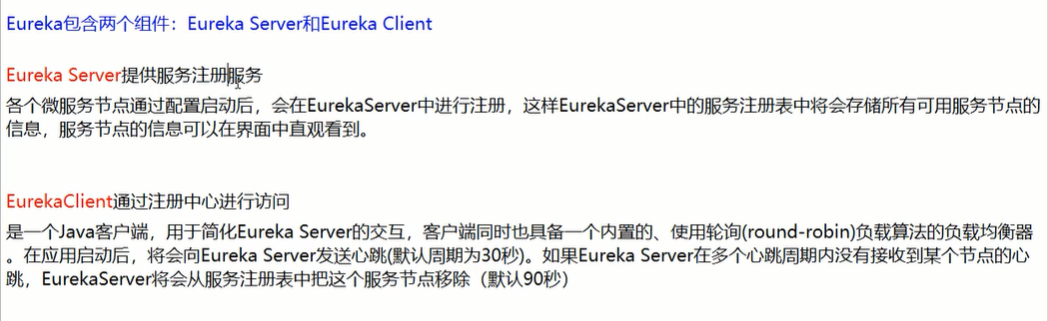 Eureka包含两个组件：Eureka Server和Eureka Client
Eureka Server提供服务注册服务
各个微服务节点通过配置启动后，会在EurekaServer中进行注册，这样EurekaServer中的服务注册表中将会存储所有可用服务节点的
信息，服务节点的信息可以在界面中直观看到。
EurekaClient通过注册中心进行访问
是一个Java客户端，用于简化Eureka Server的交互，客户端同时也具备一个内置的、使用轮询(round-robin)负载算法的负载均衡器
。在应用启动后，将会向Eureka Server发送心跳(默认周期为30秒)。如果Eureka Server在多个心跳周期内没有接收到某个节点的心
跳，EurekaServer将会从服务注册表中把这个服务节点移除（默认90秒）